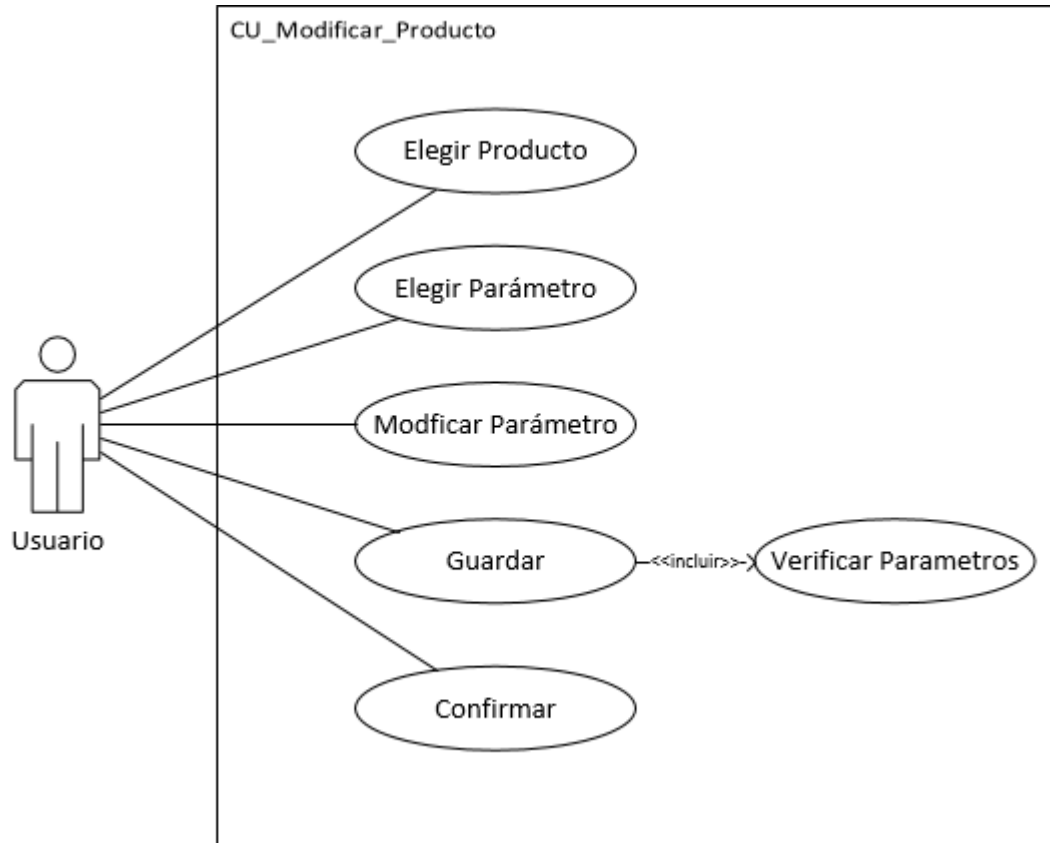 CU_Modificar_Producto
Elegir Producto
Elegir Parámetro
Modficar Parámetro
Usuario
Guardar
<<incluir>>
Verificar Parametros
Confirmar